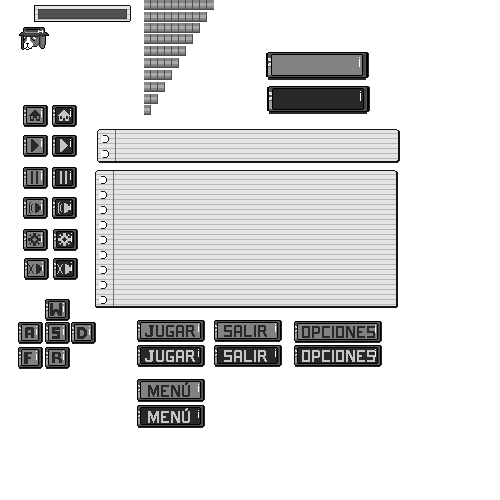 W
A S D
F R
JUGAR SALIR OPCIONES
JUGAR SALIR OPCIONES
MENÚ
MENÚ